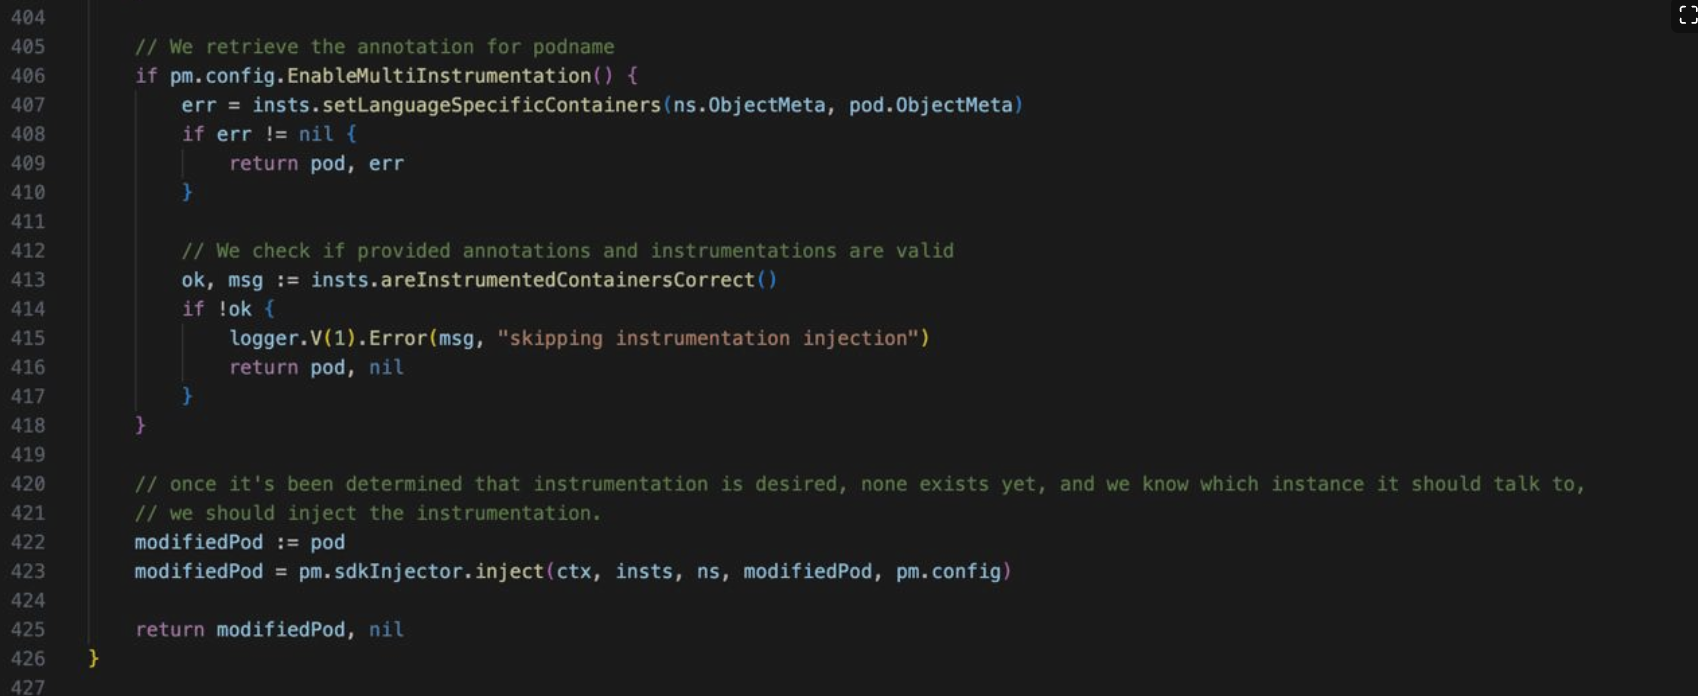 404
405 // We retrieve the annotation for podname
406 if pm.config.EnableMultiInstrumentation() {
407 err = insts.setLanguageSpecificContainers(ns.ObjectMeta, pod.ObjectMeta)
408 if err != nil {
409 return pod, err
410 }
411
412 // We check if provided annotations and instrumentations are valid
413 ok, msg := insts.areInstrumentedContainersCorrect()
414 if !ok {
415 logger.V(1).Error(msg, "skipping instrumentation injection")
416 return pod, nil
417 }
418 }
419
420 // once it's been determined that instrumentation is desired, none exists yet, and we know which instance it should talk to,
421 // we should inject the instrumentation.
422 modifiedPod := pod
423 modifiedPod = pm.sdkInjector.inject(ctx, insts, ns, modifiedPod, pm.config)
424
425 return modifiedPod, nil
426 }
427